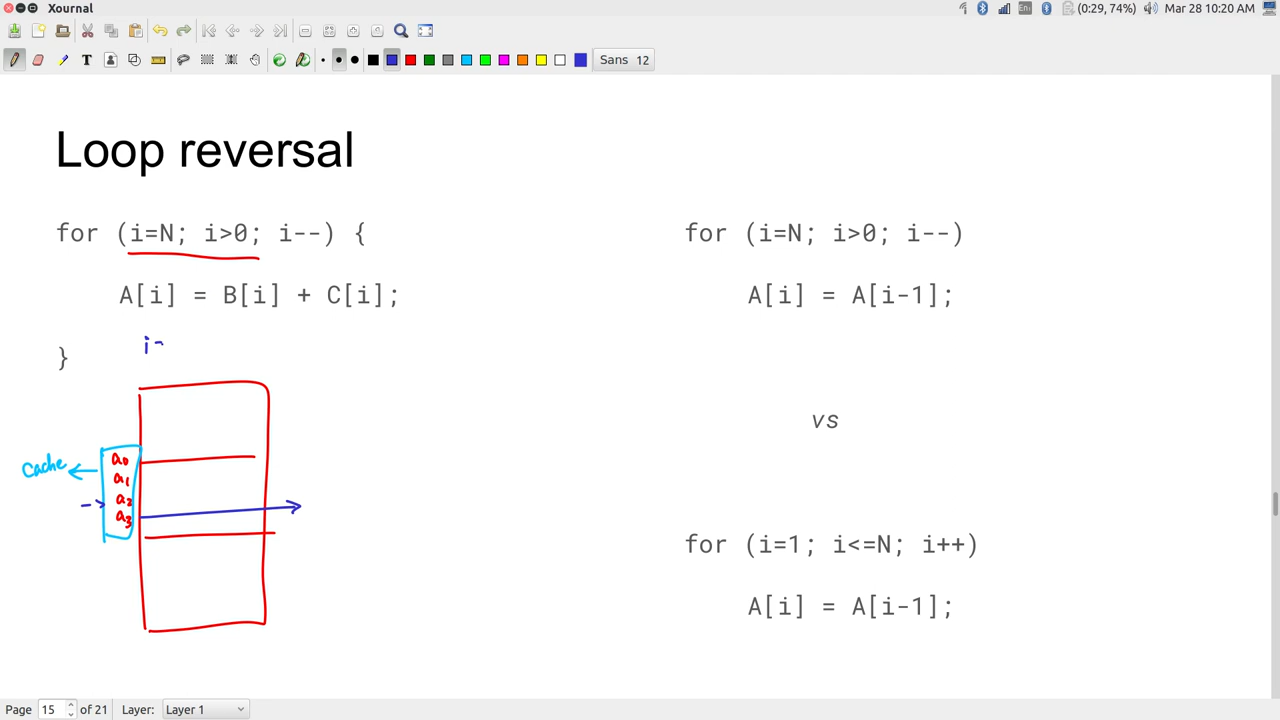 Xournal
(0:29, 74%)
Mar 28 10:20 AM
En
T
Sans 12
Loop reversal
for (i=N; i>0; i--) {
A[i] = B[i] + C[i];
}
i-
cache
a0
a1
a2
a3
for (i=N; i>0; i--)
A[i] = A[i-1];
vs
for (i=1; i<=N; i++)
A[i] = A[i-1];
Page 15 of 21 Layer: Layer 1